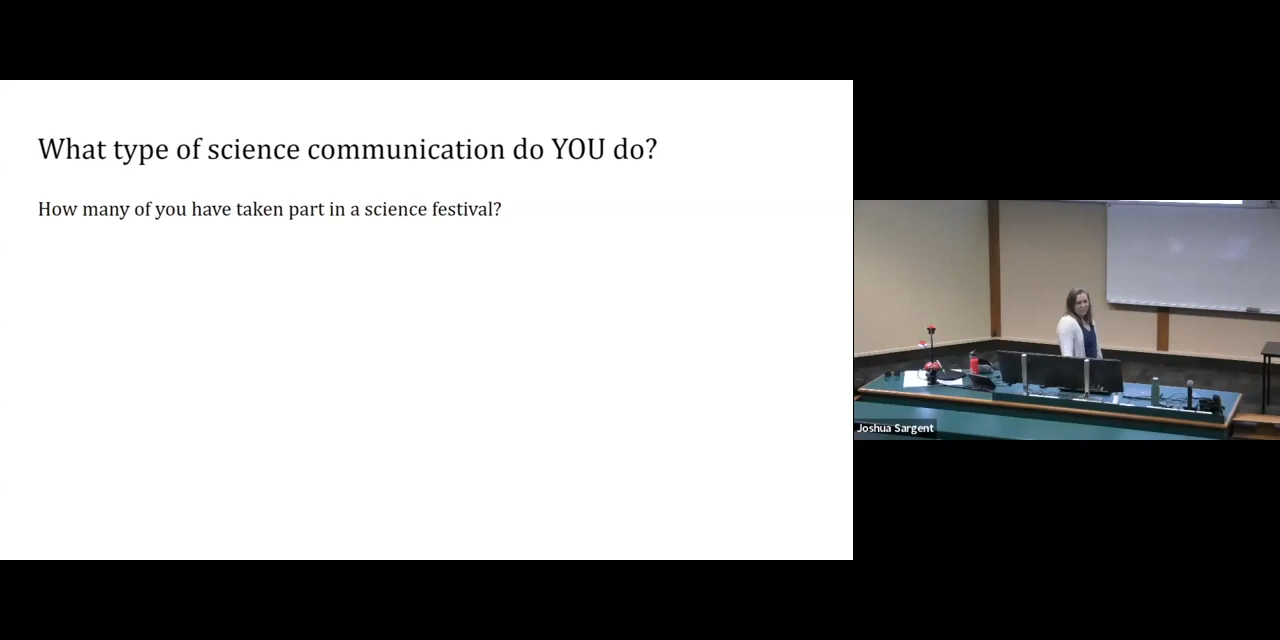 What type of science communication do YOU do?
How many of you have taken part in a science festival?
Joshua Sargent